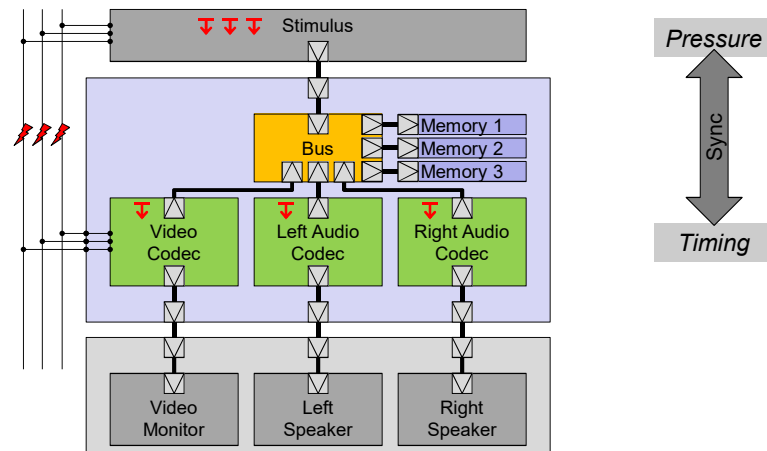 Stimulus
Pressure
Bus
Memory 1
Memory 2
Memory 3
Sync
Video
Codec
Left Audio
Codec
Right Audio
Codec
Timing
Video
Monitor
Left
Speaker
Right
Speaker